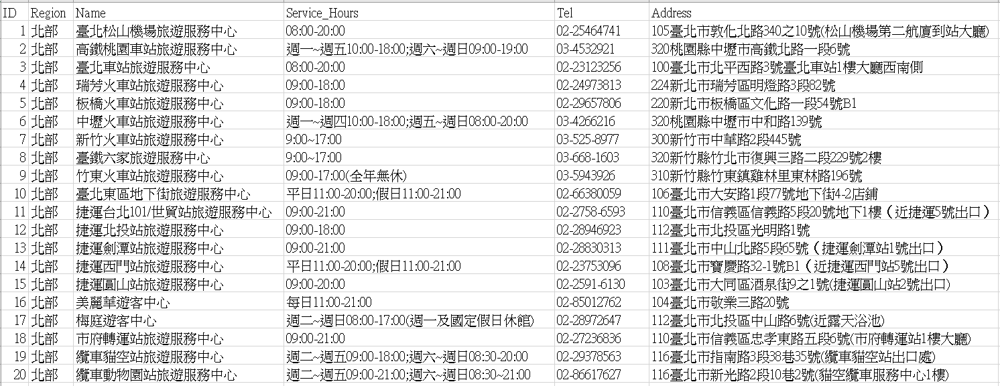 ID Region Name Service_Hours Tel Address
1 北部 臺北松山機場旅遊服務中心 08:00-20:00 02-25464741 105臺北市敦化北路340之10號(松山機場第二航廈到站大廳)
2 北部 高鐵桃園車站旅遊服務中心 週一~週五10:00-18:00;週六~週日09:00-19:00 03-4532921 320桃園縣中壢市高鐵北路一段6號
3 北部 臺北車站旅遊服務中心 08:00-20:00 02-23123256 100臺北市北平西路3號臺北車站1樓大廳西南側
4 北部 瑞芳火車站旅遊服務中心 09:00-18:00 02-24973813 224新北市瑞芳區明燈路3段82號
5 北部 板橋火車站旅遊服務中心 09:00-18:00 02-29657806 220新北市板橋區文化路一段54號B1
6 北部 中壢火車站旅遊服務中心 週一~週四10:00-18:00;週五~週日08:00-20:00 03-4266216 320桃園縣中壢市中和路139號
7 北部 新竹火車站旅遊服務中心 9:00~17:00 03-525-8977 300新竹市中華路2段445號
8 北部 臺鐵六家旅遊服務中心 9:00~17:00 03-668-1603 320新竹縣竹北市復興三路二段229號2樓
9 北部 竹東火車站旅遊服務中心 09:00-17:00(全年無休) 03-5943926 310新竹縣竹東鎮雞林里東林路196號
10 北部 臺北東區地下街旅遊服務中心 平日11:00-20:00;假日11:00-21:00 02-66380059 106臺北市大安路1段77號地下街4-2店鋪
11 北部 捷運台北101/世貿站旅遊服務中心 09:00-21:00 02-2758-6593 110臺北市信義區信義路5段20號地下1樓（近捷運5號出口）
12 北部 捷運北投站旅遊服務中心 09:00-18:00 02-28946923 112臺北市北投區光明路1號
13 北部 捷運劍潭站旅遊服務中心 09:00-21:00 02-28830313 111臺北市中山北路5段65號（捷運劍潭站1號出口）
14 北部 捷運西門站旅遊服務中心 平日11:00-20:00;假日11:00-21:00 02-23753096 108臺北市寶慶路32-1號B1（近捷運西門站5號出口）
15 北部 捷運圓山站旅遊服務中心 09:00-20:00 02-2591-6130 103臺北市大同區酒泉街9之1號(捷運圓山站2號出口)
16 北部 美麗華遊客中心 每日11:00-21:00 02-85012762 104臺北市敬業三路20號
17 北部 梅庭遊客中心 週二~週日08:00-17:00(週一及國定假日休館) 02-28972647 112臺北市北投區中山路6號(近露天浴池)
18 北部 市府轉運站旅遊服務中心 09:00-21:00 02-27236836 110臺北市信義區忠孝東路五段6號(市府轉運站1樓大廳)
19 北部 纜車貓空站旅遊服務中心 週二~週五09:00-18:00;週六~週日08:30-20:00 02-29378563 116臺北市指南路3段38巷35號(纜車貓空站出口處)
20 北部 纜車動物園站旅遊服務中心 週二~週五09:00-21:00;週六~週日08:30~21:00 02-86617627 116臺北市新光路2段10巷2號(貓空纜車服務中心1樓)